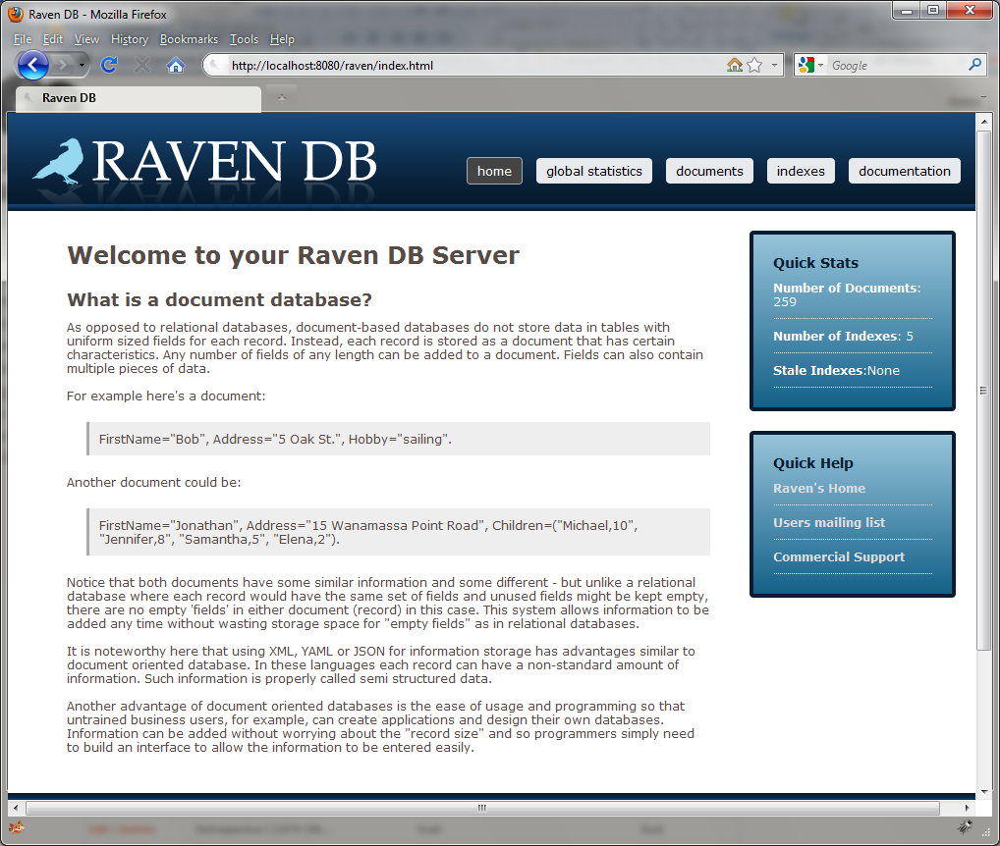 Raven DB - Mozilla Firefox
File Edit View History Bookmarks Tools Help
http://localhost:8080/raven/index.html
Google
Raven DB
RAVEN DB
home
global statistics
documents
indexes
documentation
Welcome to your Raven DB Server
What is a document database?
As opposed to relational databases, document-based databases do not store data in tables with
uniform sized fields for each record. Instead, each record is stored as a document that has certain
characteristics. Any number of fields of any length can be added to a document. Fields can also contain
multiple pieces of data.
For example here's a document:
FirstName="Bob", Address="5 Oak St.", Hobby="sailing".
Another document could be:
FirstName="Jonathan", Address="15 Wanamassa Point Road", Children=("Michael,10",
"Jennifer,8", "Samantha,5", "Elena,2").
Notice that both documents have some similar information and some different - but unlike a relational
database where each record would have the same set of fields and unused fields might be kept empty,
there are no empty 'fields' in either document (record) in this case. This system allows information to be
added any time without wasting storage space for "empty fields" as in relational databases.
It is noteworthy here that using XML, YAML or JSON for information storage has advantages similar to
document oriented database. In these languages each record can have a non-standard amount of
information. Such information is properly called semi structured data.
Another advantage of document oriented databases is the ease of usage and programming so that
untrained business users, for example, can create applications and design their own databases.
Information can be added without worrying about the "record size" and so programmers simply need
to build an interface to allow the information to be entered easily.
Quick Stats
Number of Documents:
259
Number of Indexes: 5
Stale Indexes:None
Quick Help
Raven's Home
Users mailing list
Commercial Support